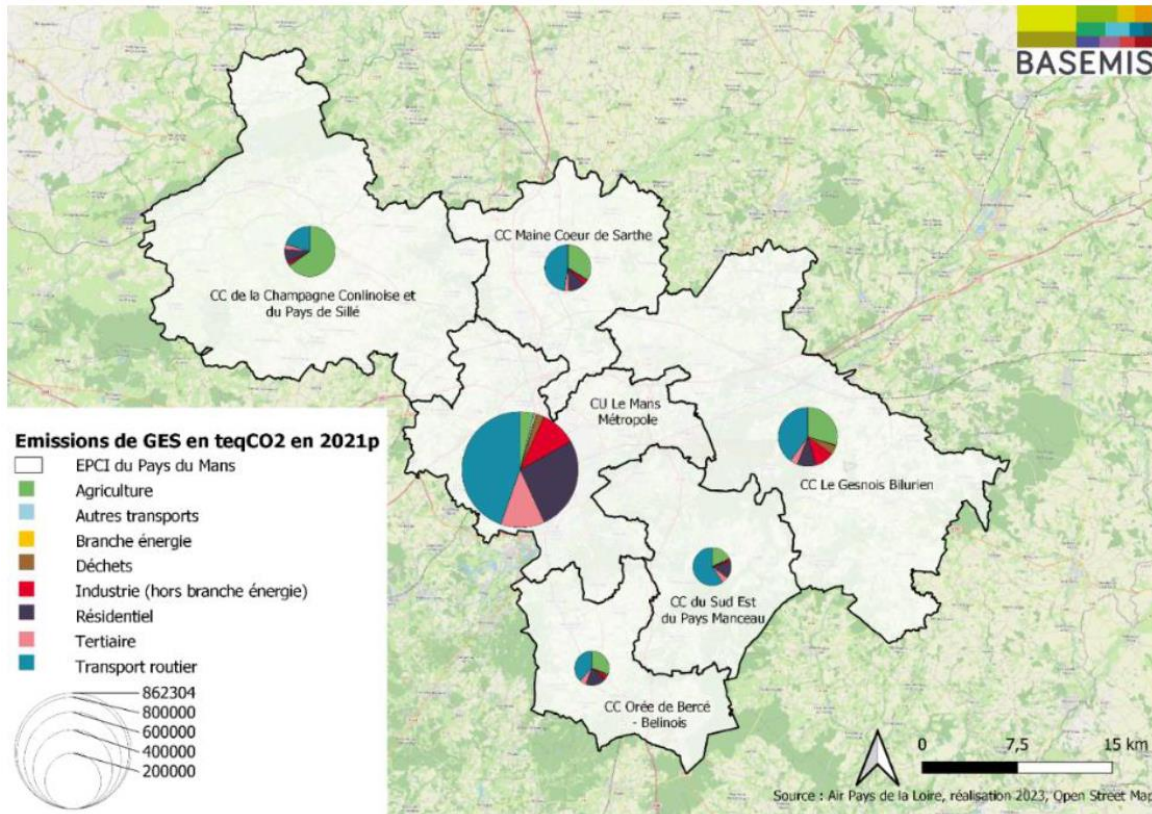 BASEMIS
CC Maine Coeur de Sarthe
CC de la Champagne Conlinoise et
du Pays de Sillé
CU Le Mans
Métropole
CC Le Gesnois Bilurien
CC du Sud Est
du Pays Manceau
CC Orée de Bercé
- Belinois
Emissions de GES en teqCO2 en 2021p
EPCI du Pays du Mans
Agriculture
Autres transports
Branche énergie
Déchets
Industrie (hors branche énergie)
Résidentiel
Tertiaire
Transport routier
862304
800000
600000
400000
200000
0 7,5 15 km
Source : Air Pays de la Loire, réalisation 2023, Open Street Map